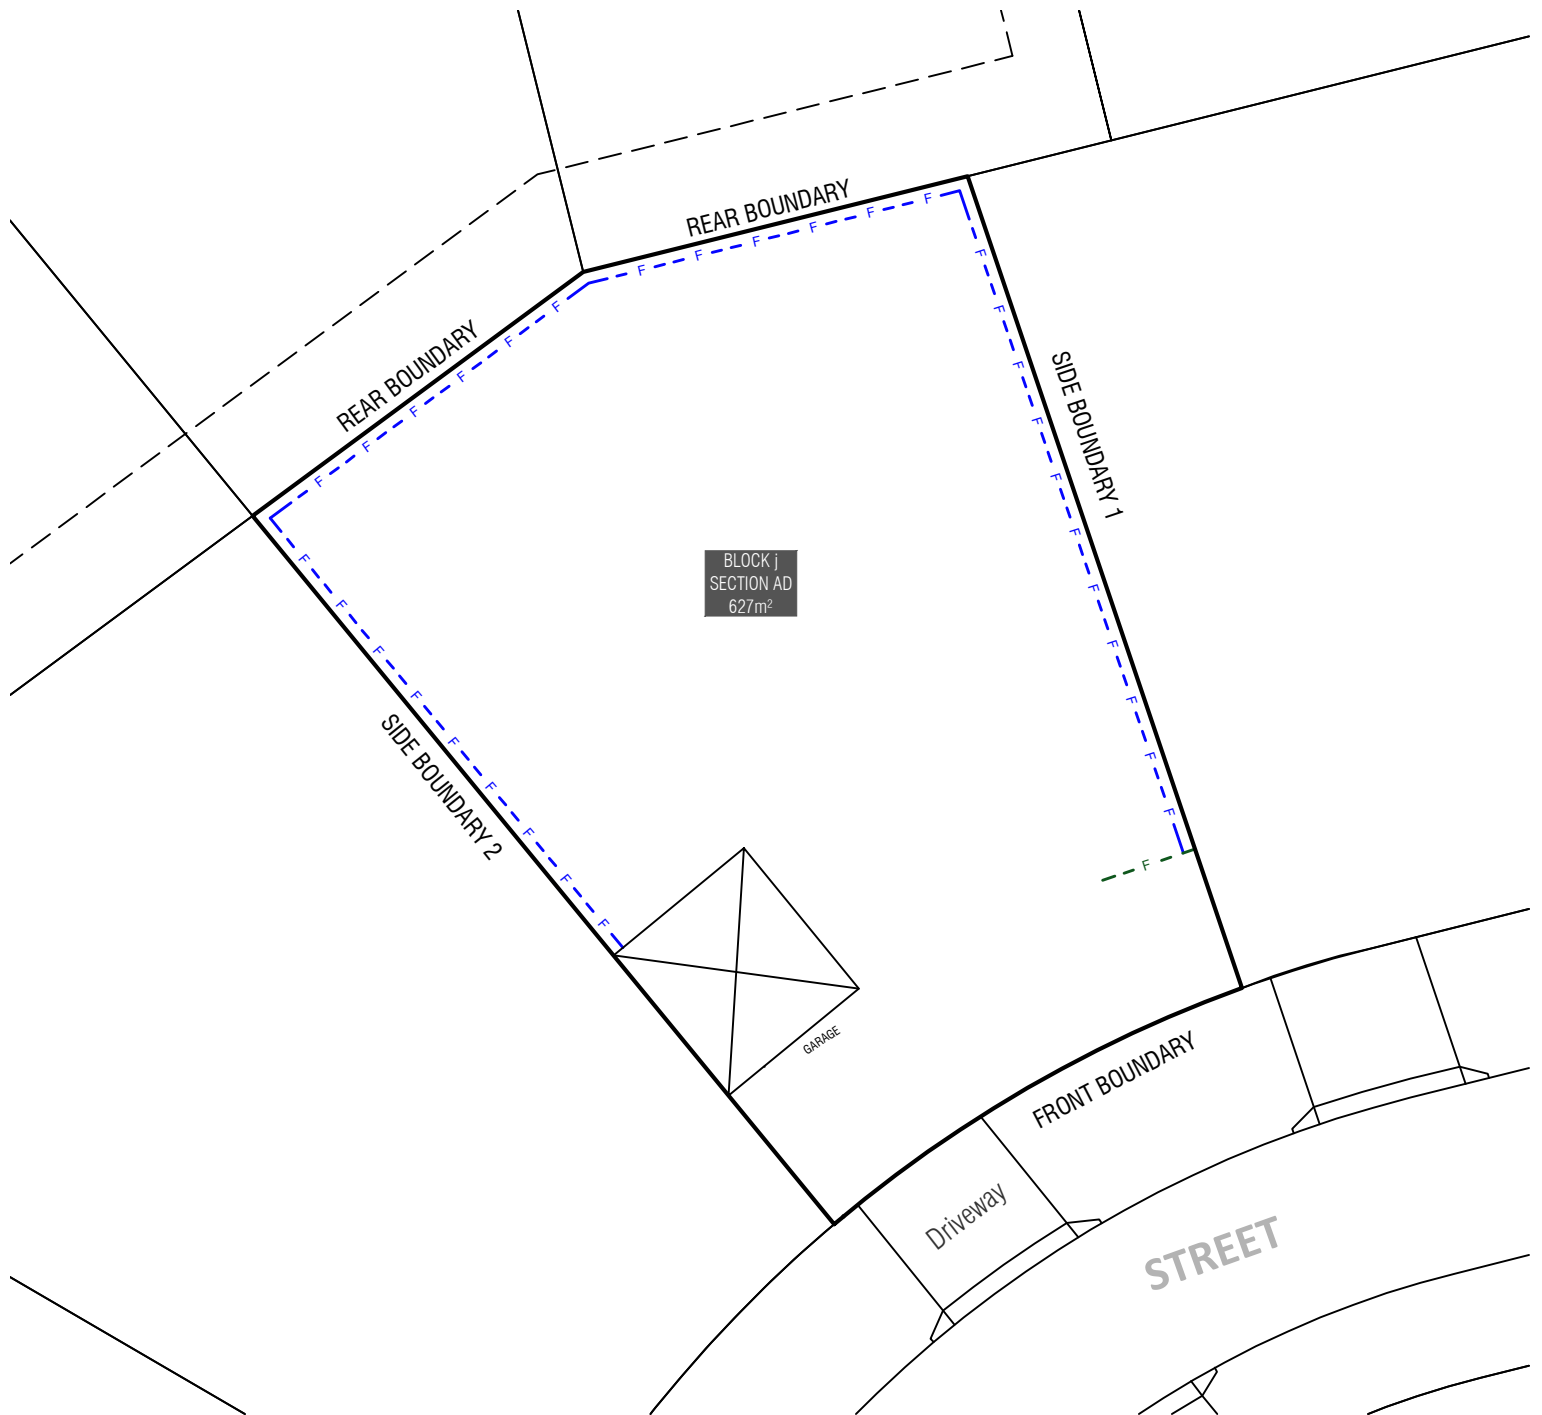 REAR BOUNDARY
F F F F F F
REAR BOUNDARY
F F F F F F
SIDE BOUNDARY 1
F F F F F F F F F F F
BLOCK j
SECTION AD
627m²
SIDE BOUNDARY 2
F F F F F F F F F
F
GARAGE
FRONT BOUNDARY
Driveway
STREET